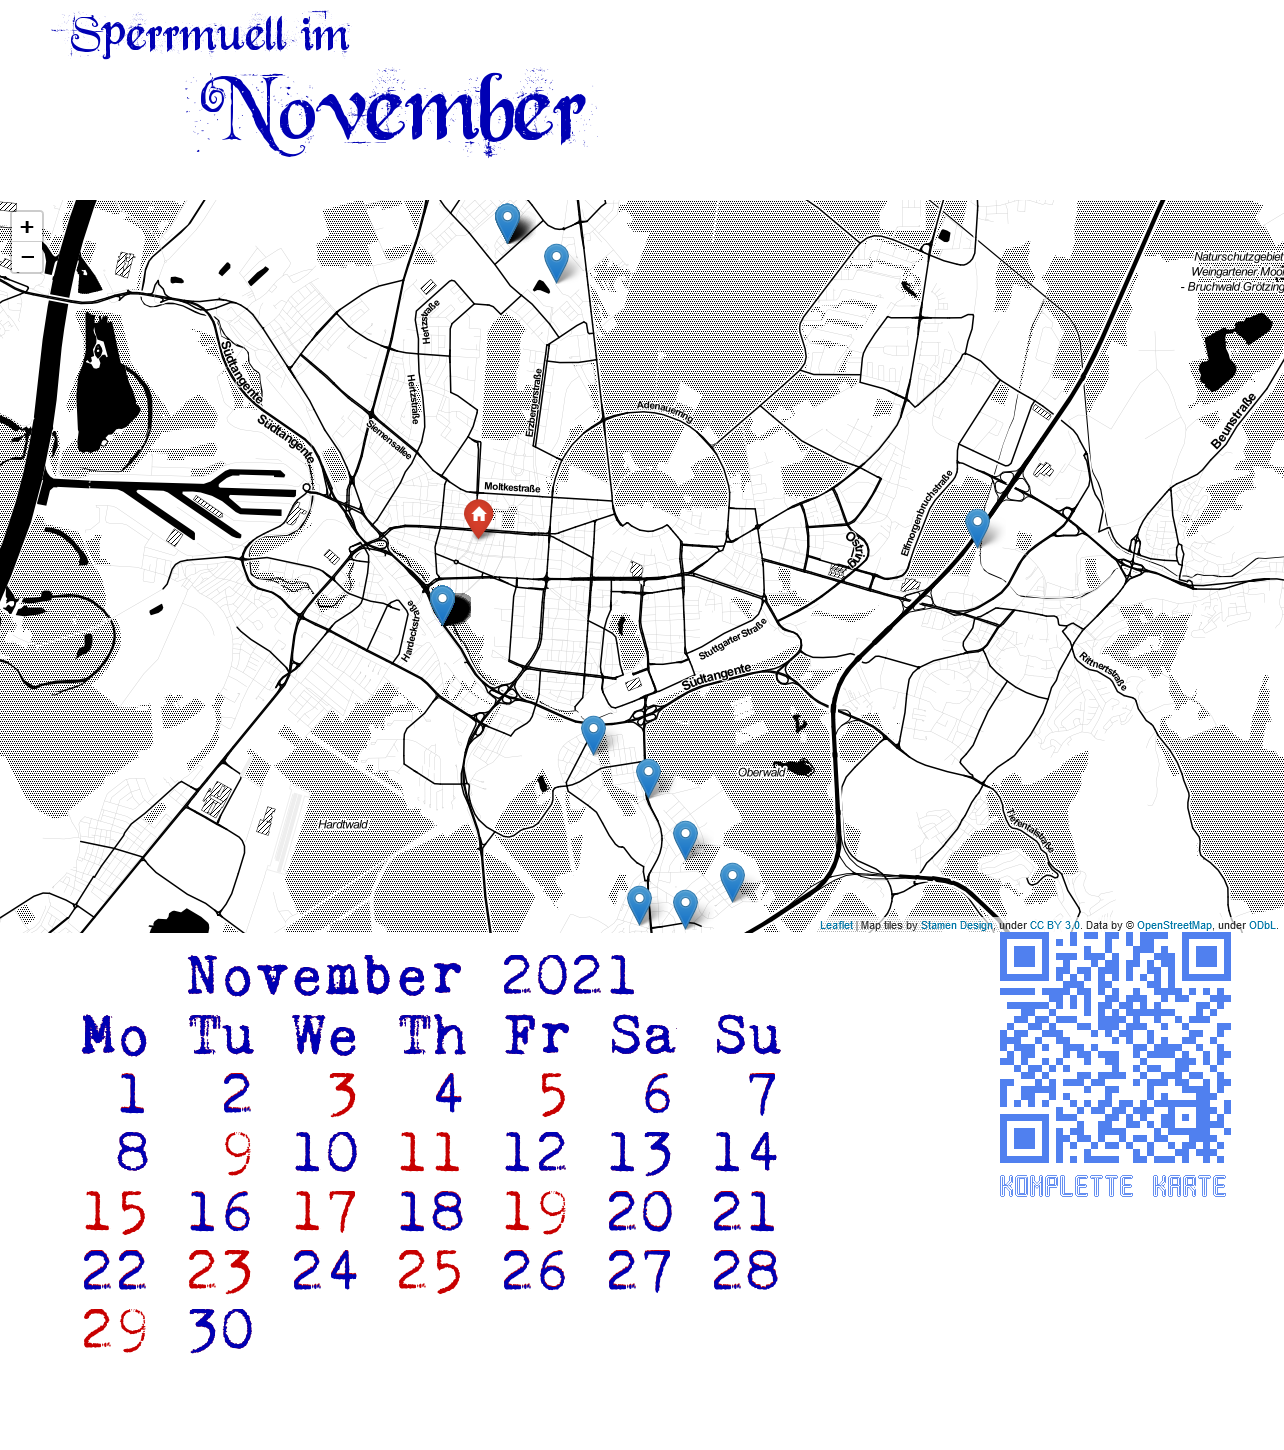 Sperrmuell im
November
+
−
Naturschutzgebiet
Weingartener Moor
- Bruchwald Grötzing
Hertzstraße
Südtangente
Hertzstraße
Erzbergerstraße
Adenauerring
Beunstraße
Südtangente
Siemensallee
Moltkestraße
Elfmorgenbruchstraße
Ostring
Hardeckstraße
Stuttgarter Straße
Südtangente
Rittnertstraße
Oberwald
Hardtwald
Tiefentalstraße
Leaflet | Map tiles by Stamen Design, under CC BY 3.0. Data by © OpenStreetMap, under ODbL.
November 2021
Mo Tu We Th Fr Sa Su
1 2 3 4 5 6 7
8 9 10 11 12 13 14
15 16 17 18 19 20 21
22 23 24 25 26 27 28
29 30
KOMPLETTE KARTE